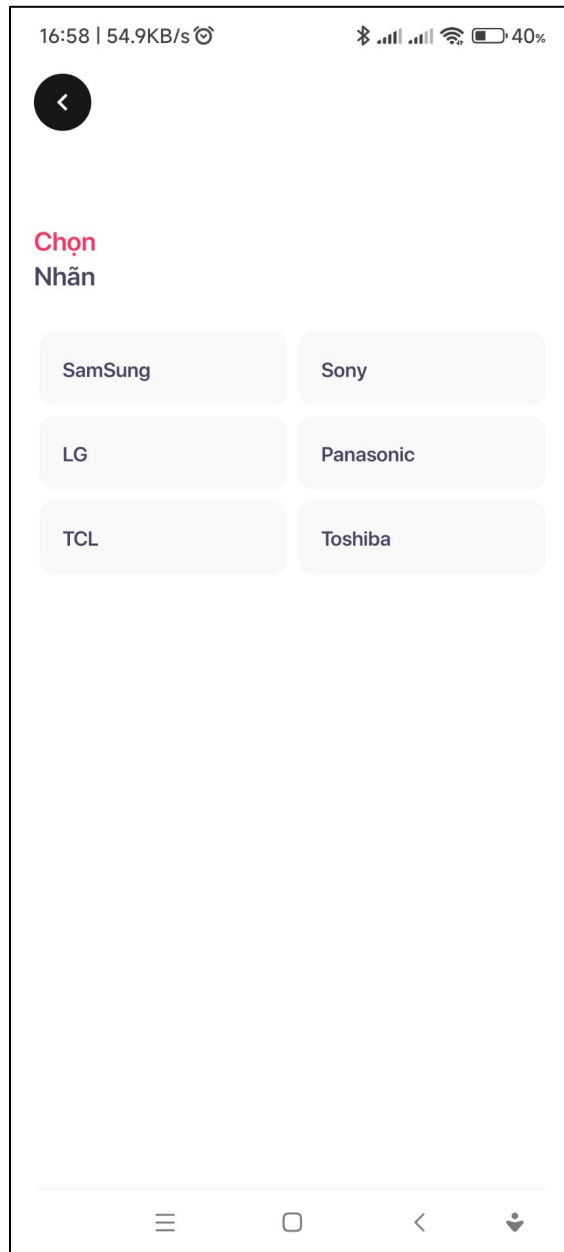 16:58 | 54.9KB/s 40%
Chọn
Nhãn
SamSung Sony
LG Panasonic
TCL Toshiba